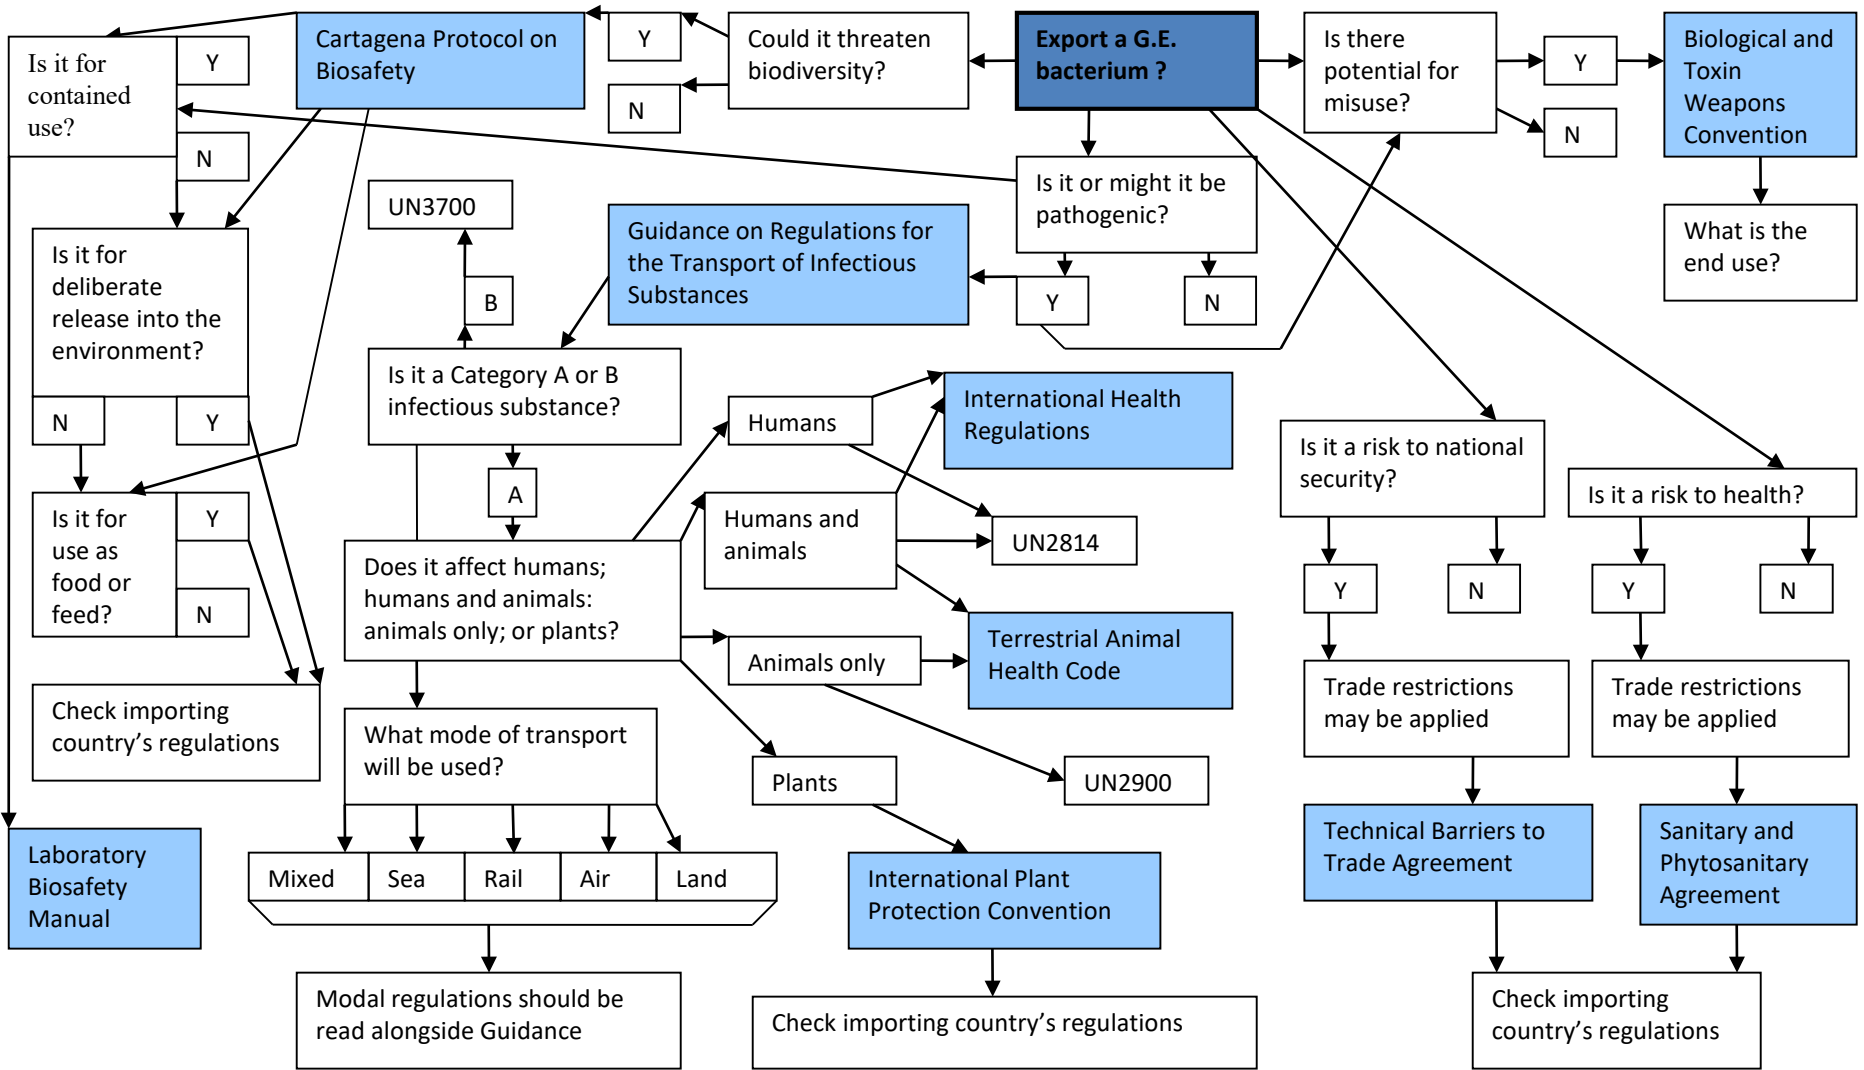 Cartagena Protocol on
Biosafety
Y
N
Could it threaten
biodiversity?
Export a G.E.
bacterium ?
Is there
potential for
misuse?
Y
N
Biological and
Toxin
Weapons
Convention
What is the
end use?
Is it for
contained
use?
Y
N
Is it or might it be
pathogenic?
Y
N
UN3700
B
Guidance on Regulations for
the Transport of Infectious
Substances
Is it for
deliberate
release into the
environment?
N
Y
Is it a Category A or B
infectious substance?
A
Humans
International Health
Regulations
Is it for
use as
food or
feed?
Y
N
Does it affect humans;
humans and animals:
animals only; or plants?
Humans and
animals
UN2814
Is it a risk to national
security?
Y
N
Is it a risk to health?
Y
N
Animals only
Terrestrial Animal
Health Code
Trade restrictions
may be applied
Trade restrictions
may be applied
Check importing
country’s regulations
What mode of transport
will be used?
Plants
UN2900
Laboratory
Biosafety
Manual
Mixed
Sea
Rail
Air
Land
International Plant
Protection Convention
Technical Barriers to
Trade Agreement
Sanitary and
Phytosanitary
Agreement
Modal regulations should be
read alongside Guidance
Check importing country’s regulations
Check importing
country’s regulations